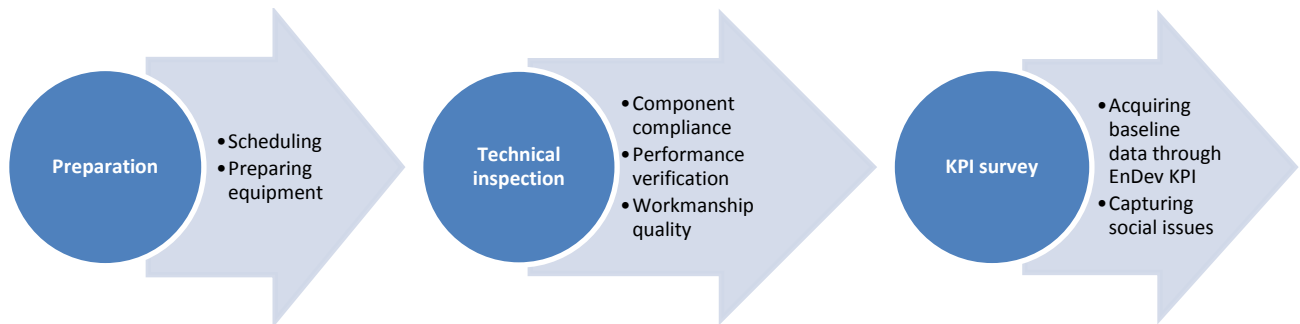 Preparation
•Scheduling
•Preparing
equipment
Technical
inspection
•Component
compliance
•Performance
verification
•Workmanship
quality
KPI survey
•Acquiring
baseline
data through
EnDev KPI
•Capturing
social issues